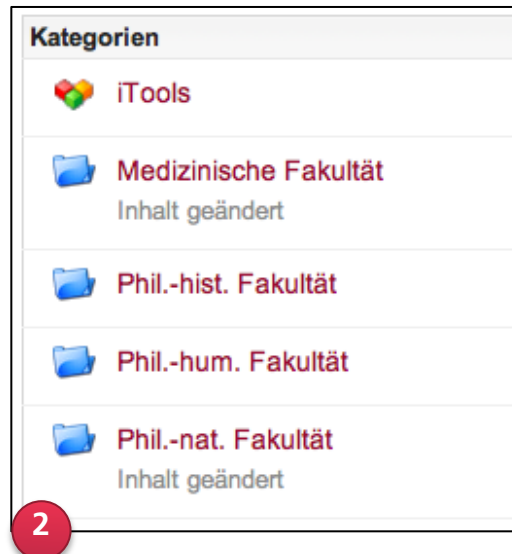 Kategorien
iTools
Medizinische Fakultät
Inhalt geändert
Phil.-hist. Fakultät
Phil.-hum. Fakultät
Phil.-nat. Fakultät
Inhalt geändert
2